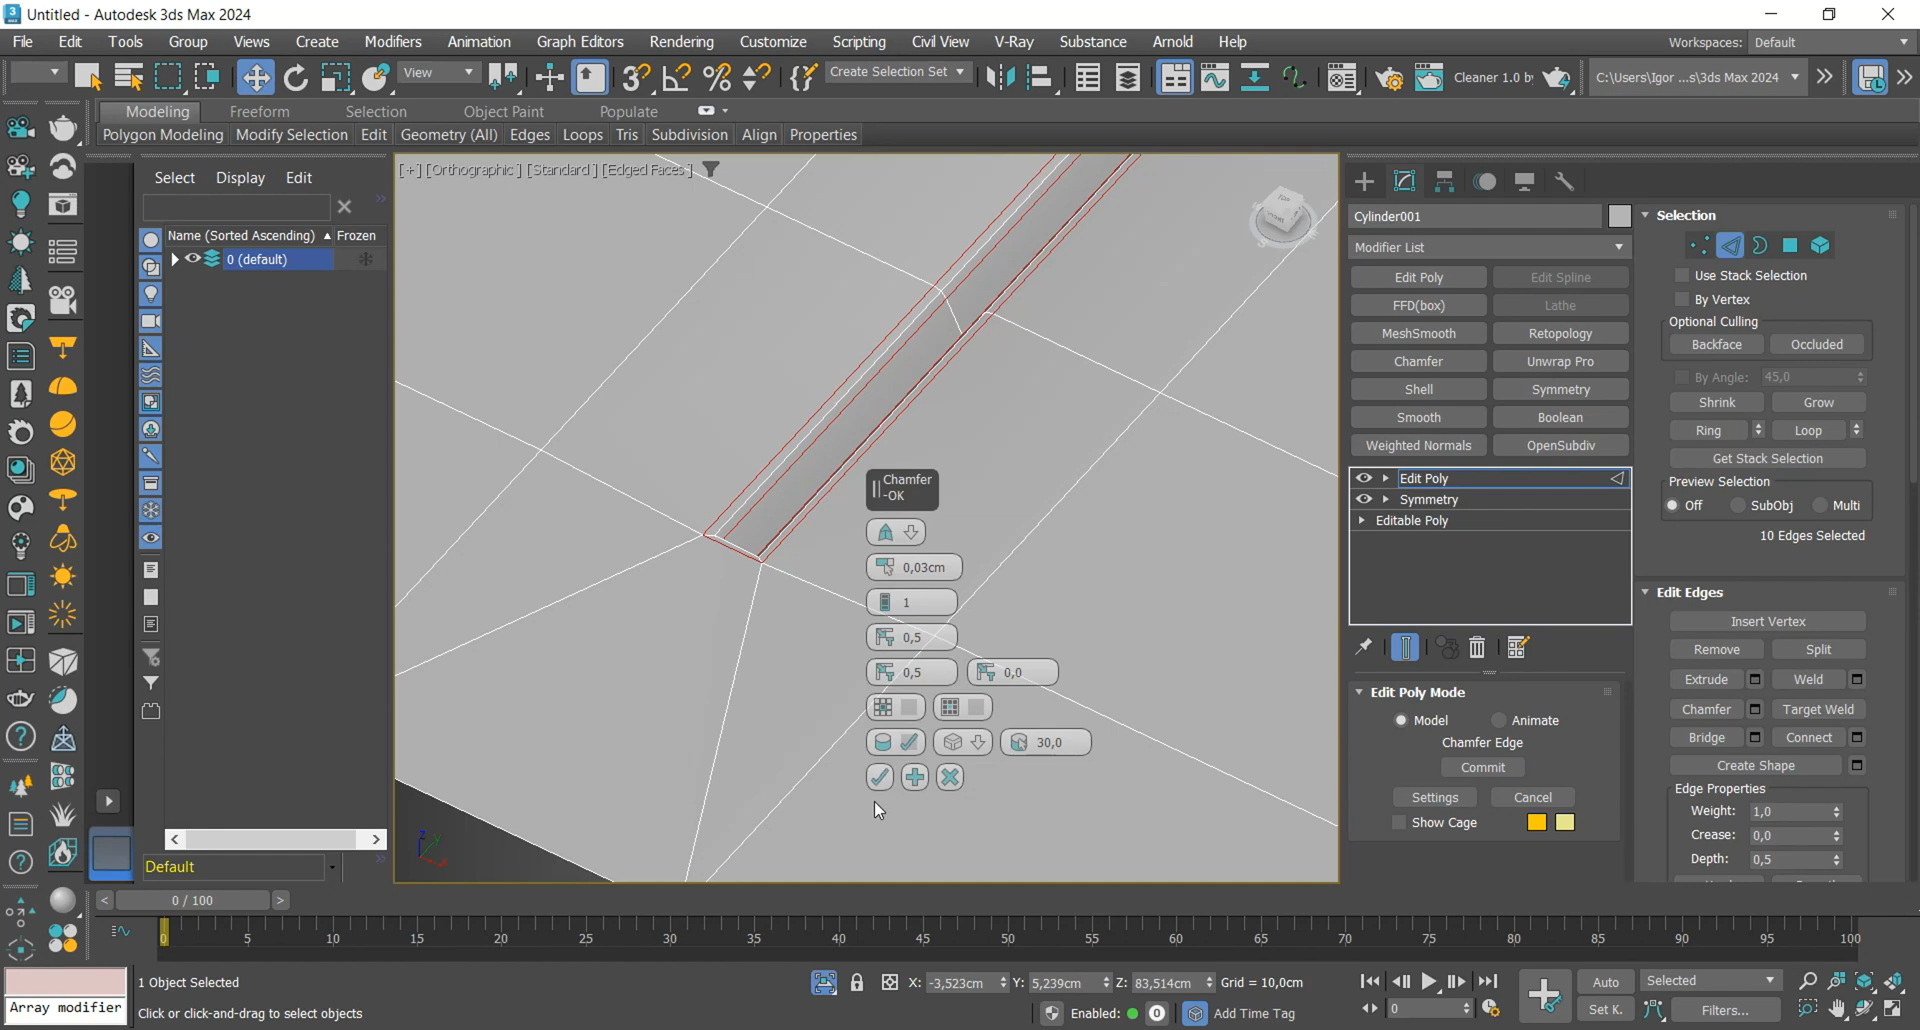 Untitled - Autodesk 3ds Max 2024
File Edit Tools Group Views Create Modifiers Animation Graph Editors Rendering Customize Scripting Civil View V-Ray Substance Arnold Help Workspaces: Default
View Create Selection Set Cleaner 1.0 b C:\Users\Igor ...s\3ds Max 2024
Modeling Freeform Selection Object Paint Populate
Polygon Modeling Modify Selection Edit Geometry (All) Edges Loops Tris Subdivision Align Properties
Select Display Edit
Name (Sorted Ascending) Frozen
0 (default)
Default
[+] [Orthographic ] [Standard ] [Edged Faces ]
Chamfer
-OK
0,03cm
1
0,5
0,5 0,0
30,0
Cylinder001
Modifier List
Edit Poly Edit Spline
FFD(box) Lathe
MeshSmooth Retopology
Chamfer Unwrap Pro
Shell Symmetry
Smooth Boolean
Weighted Normals OpenSubdiv
Edit Poly
Symmetry
Editable Poly
Edit Poly Mode
Model Animate
Chamfer Edge
Commit
Settings Cancel
Show Cage
Selection
Use Stack Selection
By Vertex
Optional Culling
Backface Occluded
By Angle: 45,0
Shrink Grow
Ring Loop
Get Stack Selection
Preview Selection
Off SubObj Multi
10 Edges Selected
Edit Edges
Insert Vertex
Remove Split
Extrude Weld
Chamfer Target Weld
Bridge Connect
Create Shape
Edge Properties
Weight: 1,0
Crease: 0,0
Depth: 0,5
0 / 100
0 5 10 15 20 25 30 35 40 45 50 55 60 65 70 75 80 85 90 95 100
Array modifier
1 Object Selected
Click or click-and-drag to select objects
X: -3,523cm Y: 5,239cm Z: 83,514cm Grid = 10,0cm
Enabled: 0 Add Time Tag
0
Auto Selected
Set K. Filters...